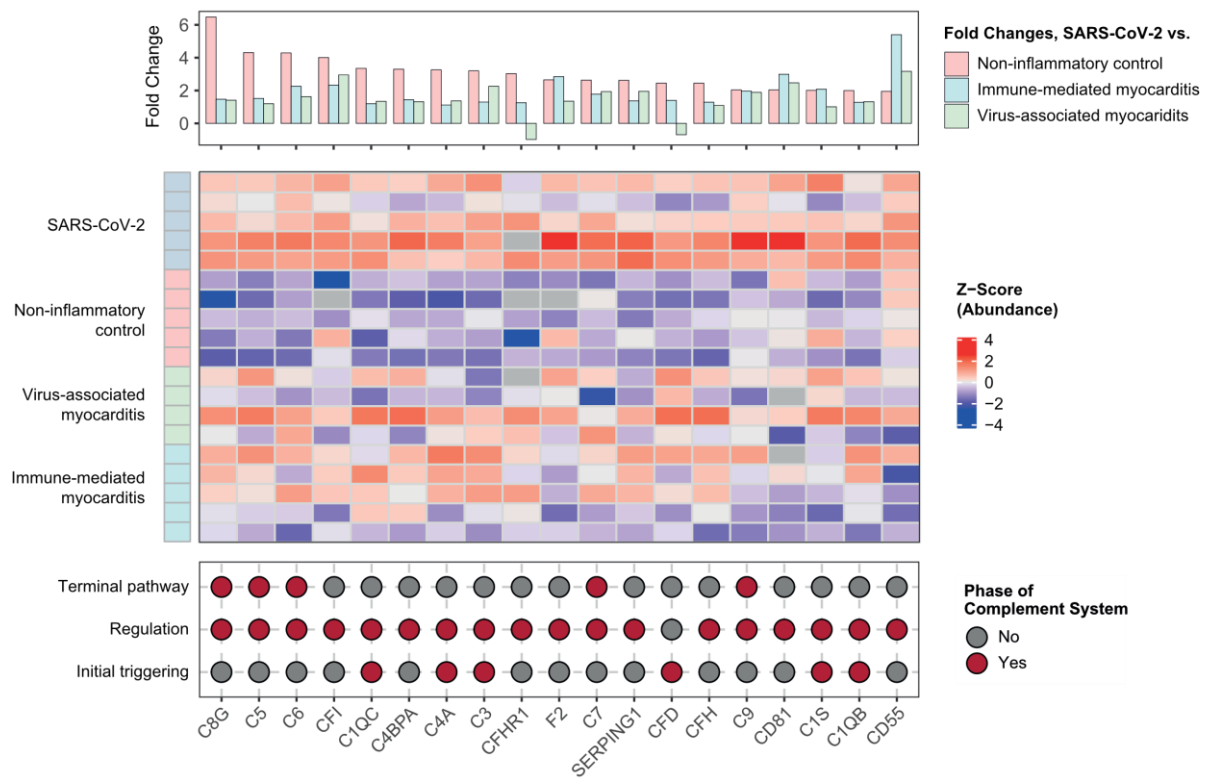 Fold Change
6
4
2
0
Fold Changes, SARS-CoV-2 vs.
Non-inflammatory control
Immune-mediated myocarditis
Virus-associated myocariditis
SARS-CoV-2
Non-inflammatory
control
Virus-associated
myocarditis
Immune-mediated
myocarditis
Z-Score
(Abundance)
4
2
0
−2
−4
Terminal pathway
Regulation
Initial triggering
Phase of
Complement System
No
Yes
C8G
C5
C6
CFI
C1QC
C4BPA
C4A
C3
CFHR1
F2
C7
SERPING1
CFD
CFH
C9
CD81
C1S
C1QB
CD55